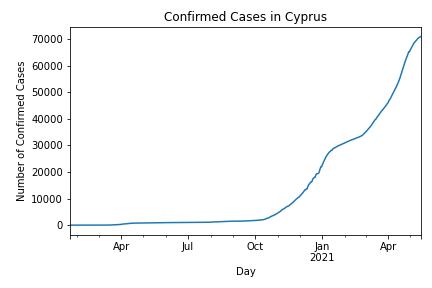 Confirmed Cases in Cyprus
Number of Confirmed Cases
70000
60000
50000
40000
30000
20000
10000
0
Apr Jul Oct Jan Apr
2021
Day